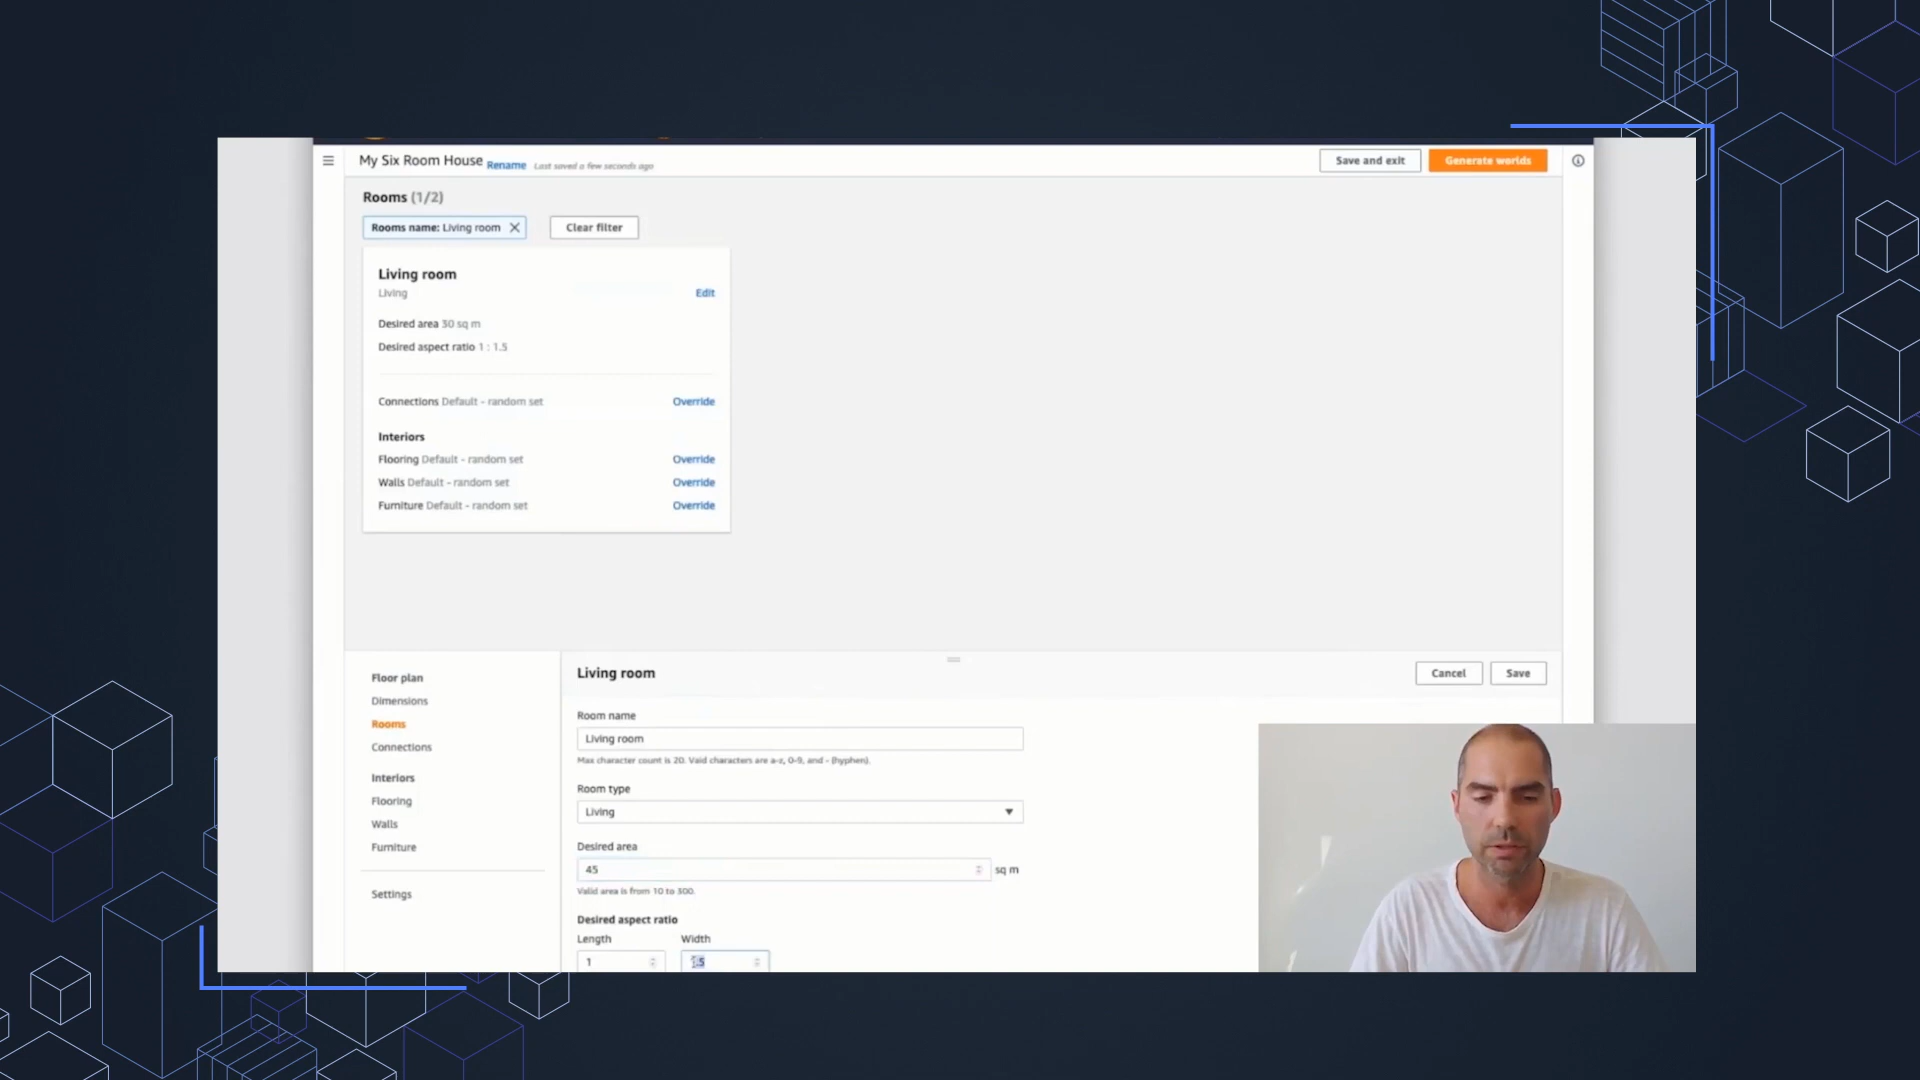 My Six Room House Rename Last saved a few seconds ago Save and exit Generate worlds
Rooms (1/2)
Rooms name: Living room Clear filter
Living room
Living Edit
Desired area 30 sq m
Desired aspect ratio 1 : 1.5
Connections Default - random set Override
Interiors
Flooring Default - random set Override
Walls Default - random set Override
Furniture Default - random set Override
Floor plan
Dimensions
Rooms
Connections
Interiors
Flooring
Walls
Furniture
Settings
Living room Cancel Save
Room name
Living room
Max character count is 20. Vaid characters are a-z, 0-9, and - (hyphen).
Room type
Living
Desired area
45 sq m
Valid area is from 10 to 300.
Desired aspect ratio
Length Width
1